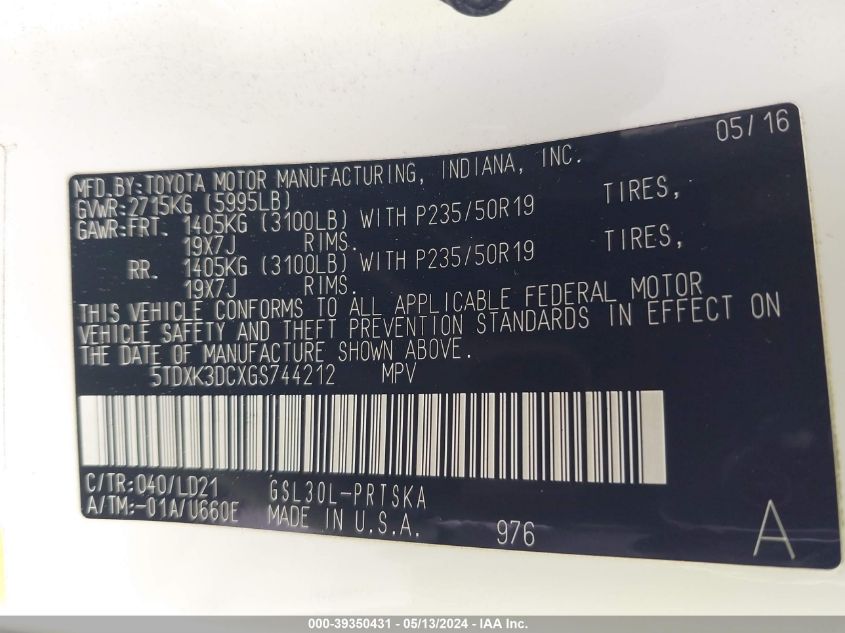 05/16
MFD.BY:TOYOTA MOTOR MANUFACTURING, INDIANA, INC.
GVWR:2715KG (5995LB)
GAWR:FRT. 1405KG (3100LB) WITH P235/50R19 TIRES,
19X7J RIMS.
RR. 1405KG (3100LB) WITH P235/50R19 TIRES,
19X7J RIMS.
THIS VEHICLE CONFORMS TO ALL APPLICABLE FEDERAL MOTOR
VEHICLE SAFETY AND THEFT PREVENTION STANDARDS IN EFFECT ON
THE DATE OF MANUFACTURE SHOWN ABOVE.
5TDXK3DCXGS744212 MPV
C/TR:040/LD21 GSL30L-PRTSKA
A/TM:-01A/U660E MADE IN U.S.A. 976
A
000-39350431 - 05/13/2024 - IAA Inc.